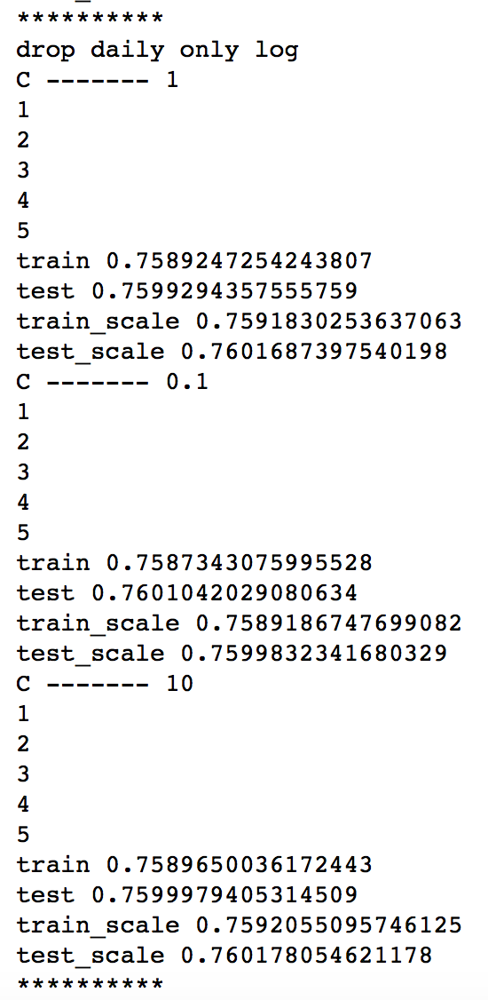 **********
drop daily only log
C ------- 1
1
2
3
4
5
train 0.7589247254243807
test 0.7599294357555759
train_scale 0.7591830253637063
test_scale 0.7601687397540198
C ------- 0.1
1
2
3
4
5
train 0.7587343075995528
test 0.7601042029080634
train_scale 0.7589186747699082
test_scale 0.7599832341680329
C ------- 10
1
2
3
4
5
train 0.7589650036172443
test 0.7599979405314509
train_scale 0.7592055095746125
test_scale 0.760178054621178
**********